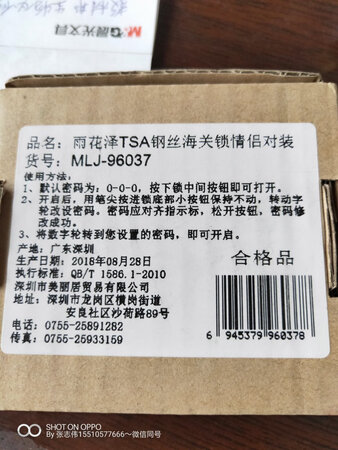 M&G晨光文具
品名：雨花泽TSA钢丝海关锁情侣对装
货号：MLJ-96037
使用方法：
1、默认密码为：0-0-0，按下锁中间按钮即可打开。
2、开启后，用笔尖按进锁底部小按钮保持不动，转动字
轮改设密码。密码应对齐指示标，松开按钮，密码修
改成功。
3、将数字轮转到您设置的密码，即可开启。
产地：广东深圳
生产日期：2018年08月28日
执行标准：QB/T 1586.1-2010
合格品
深圳市美丽居贸易有限公司
地址：深圳市龙岗区横岗街道
安良社区沙荷路89号
电话：0755-25891282
传真：0755-25933159
6 945379 960378
SHOT ON OPPO
By 张志伟15510577666～微信同号